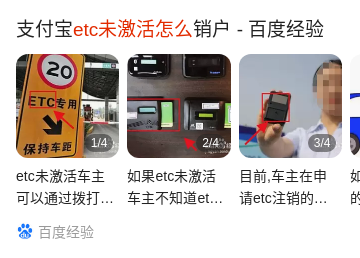 支付宝etc未激活怎么销户 - 百度经验
20
ETC专用
保持车距
1/4
2/4
3/4
etc未激活车主
可以通过拨打…
如果etc未激活
车主不知道et…
目前,车主在申
请etc注销的…
如
的
百度经验